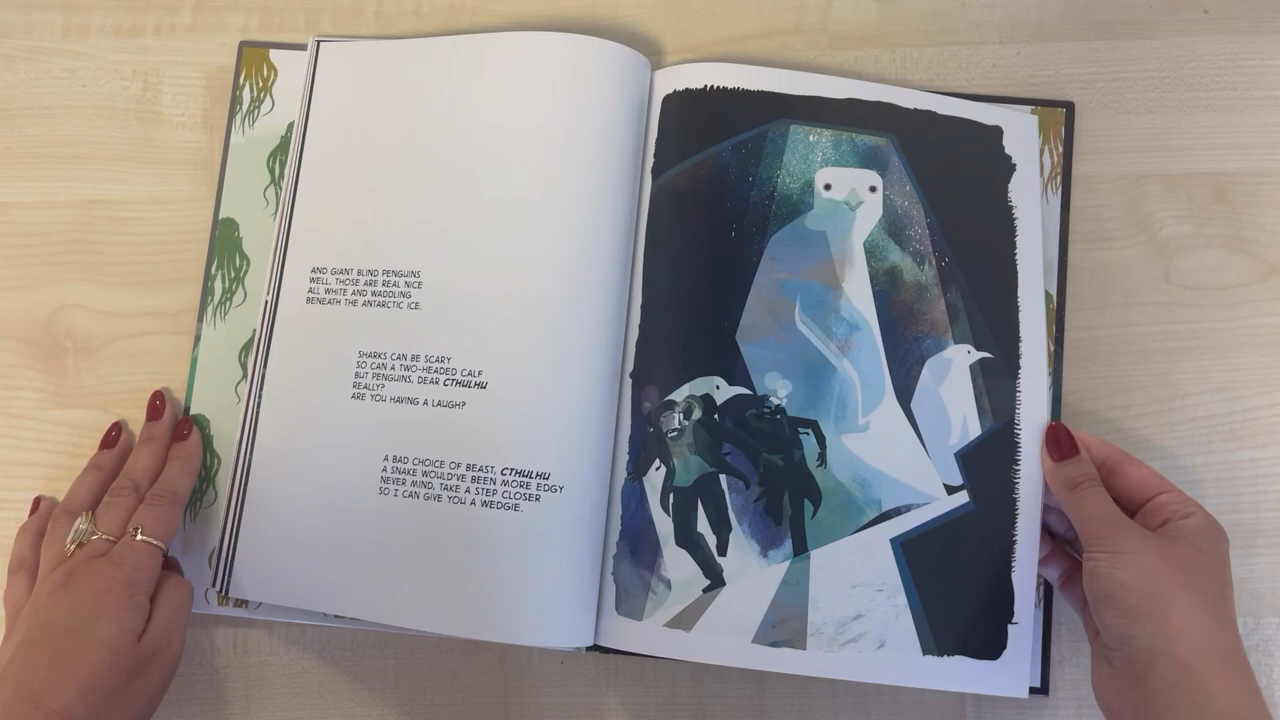 AND GIANT BLIND PENGUINS
WELL, THOSE ARE REAL NICE
ALL WHITE AND WADDLING
BENEATH THE ANTARCTIC ICE.
SHARKS CAN BE SCARY
SO CAN A TWO-HEADED CALF
BUT PENGUINS, DEAR CTHULHU
REALLY?
ARE YOU HAVING A LAUGH?
A BAD CHOICE OF BEAST, CTHULHU
A SNAKE WOULD'VE BEEN MORE EDGY
NEVER MIND, TAKE A STEP CLOSER
SO I CAN GIVE YOU A WEDGIE.